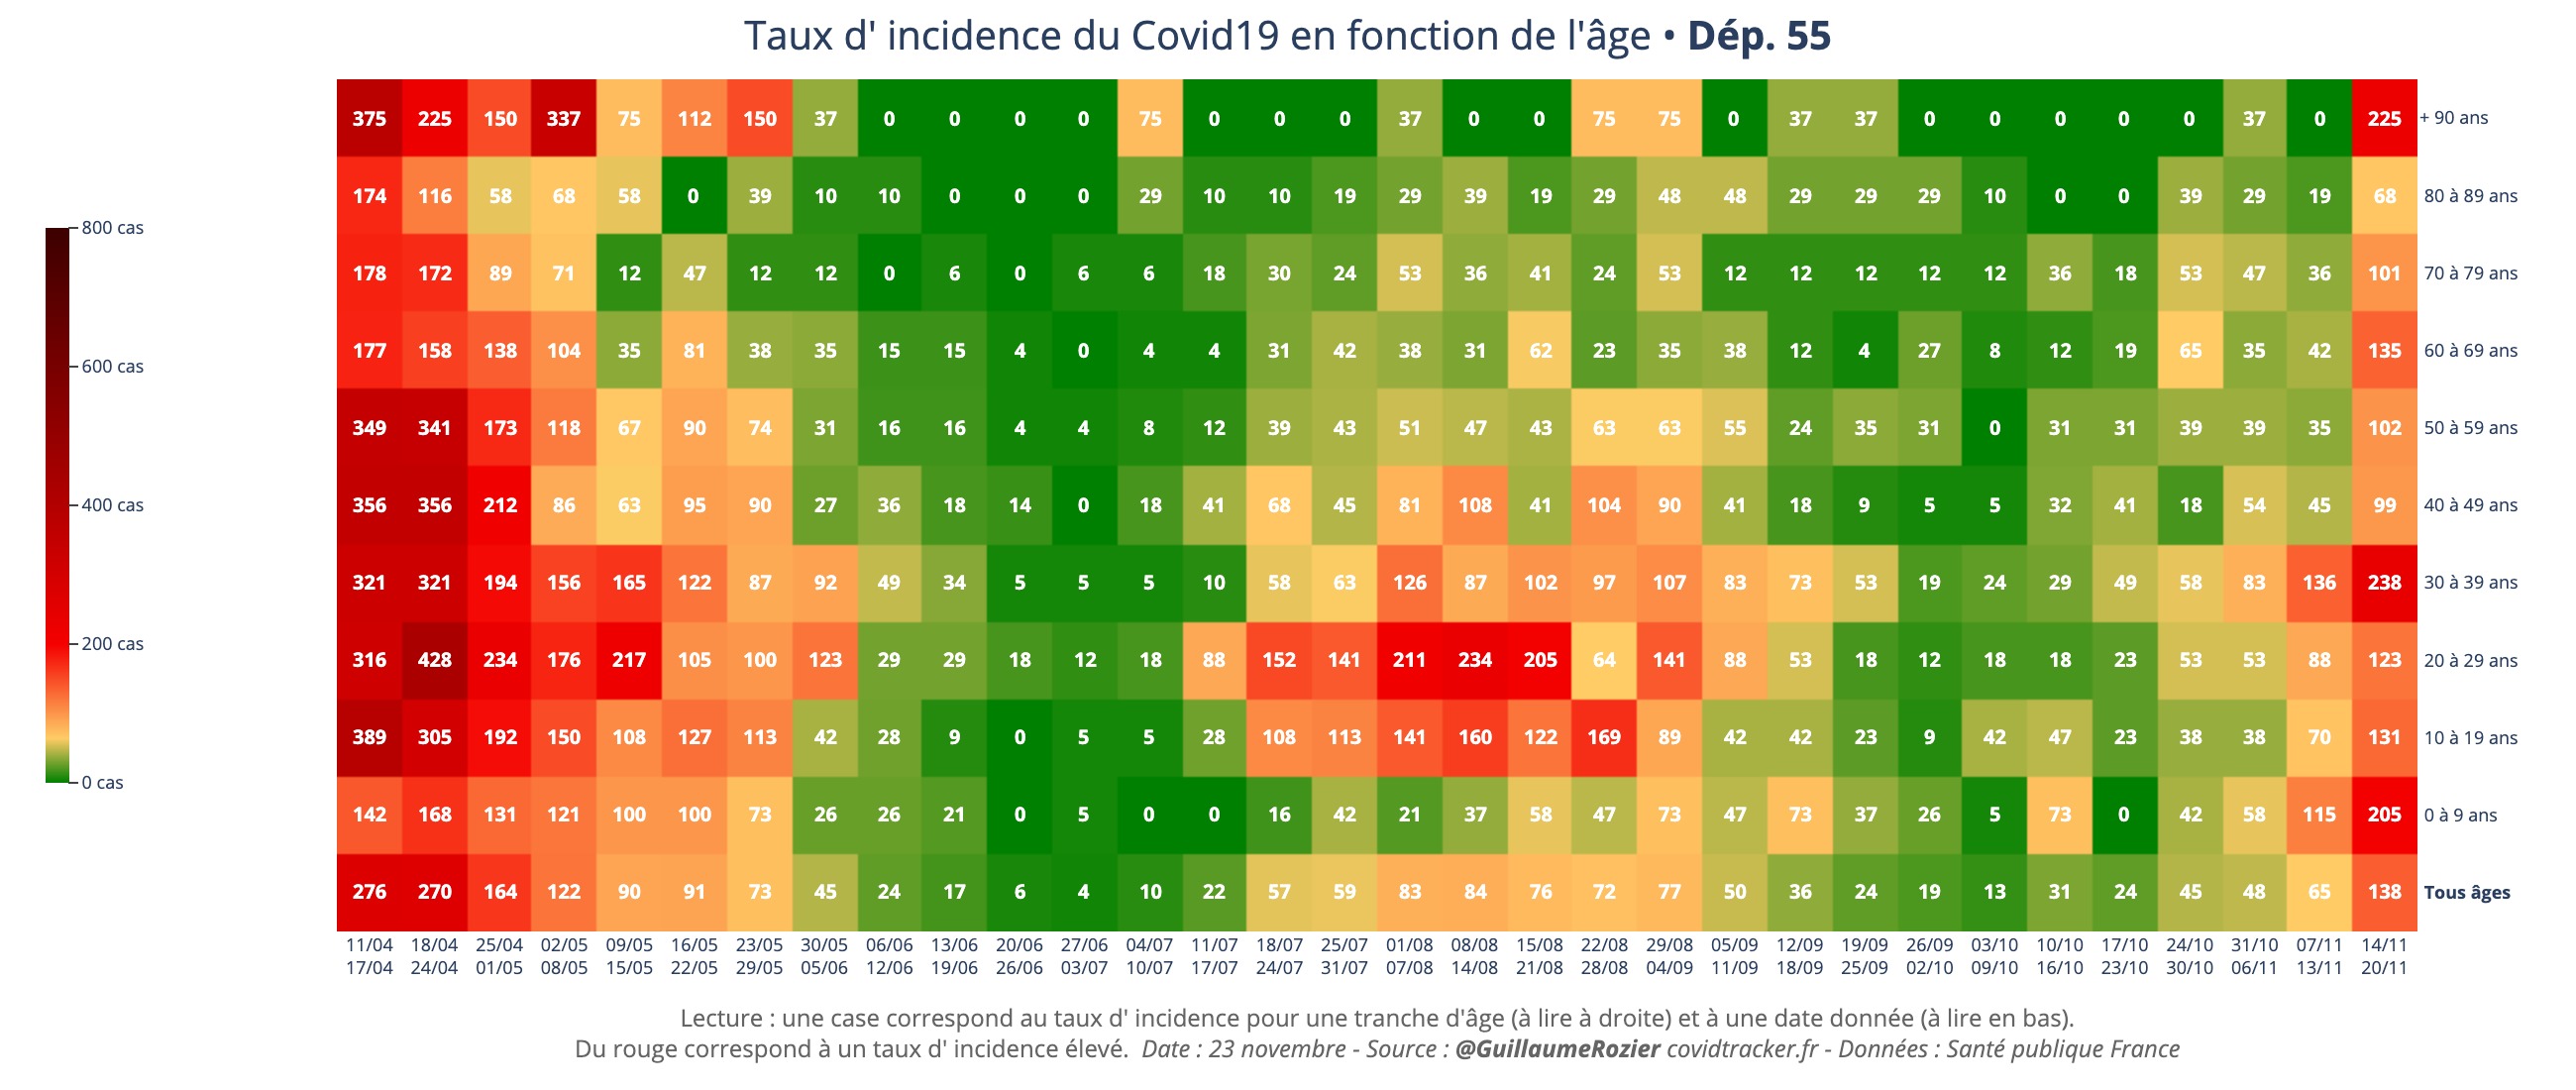 Taux d' incidence du Covid19 en fonction de l'âge • Dép. 55
375 225 150 337 75 112 150 37 0 0 0 0 75 0 0 0 37 0 0 75 75 0 37 37 0 0 0 0 0 37 0 225 + 90 ans
174 116 58 68 58 0 39 10 10 0 0 0 29 10 10 19 29 39 19 29 48 48 29 29 29 10 0 0 39 29 19 68 80 à 89 ans
800 cas
178 172 89 71 12 47 12 12 0 6 0 6 6 18 30 24 53 36 41 24 53 12 12 12 12 12 36 18 53 47 36 101 70 à 79 ans
177 158 138 104 35 81 38 35 15 15 4 0 4 4 31 42 38 31 62 23 35 38 12 4 27 8 12 19 65 35 42 135 60 à 69 ans
600 cas
349 341 173 118 67 90 74 31 16 16 4 4 8 12 39 43 51 47 43 63 63 55 24 35 31 0 31 31 39 39 35 102 50 à 59 ans
400 cas
356 356 212 86 63 95 90 27 36 18 14 0 18 41 68 45 81 108 41 104 90 41 18 9 5 5 32 41 18 54 45 99 40 à 49 ans
321 321 194 156 165 122 87 92 49 34 5 5 5 10 58 63 126 87 102 97 107 83 73 53 19 24 29 49 58 83 136 238 30 à 39 ans
200 cas
316 428 234 176 217 105 100 123 29 29 18 12 18 88 152 141 211 234 205 64 141 88 53 18 12 18 18 23 53 53 88 123 20 à 29 ans
389 305 192 150 108 127 113 42 28 9 0 5 5 28 108 113 141 160 122 169 89 42 42 23 9 42 47 23 38 38 70 131 10 à 19 ans
0 cas
142 168 131 121 100 100 73 26 26 21 0 5 0 0 16 42 21 37 58 47 73 47 73 37 26 5 73 0 42 58 115 205 0 à 9 ans
276 270 164 122 90 91 73 45 24 17 6 4 10 22 57 59 83 84 76 72 77 50 36 24 19 13 31 24 45 48 65 138 Tous âges
11/04 18/04 25/04 02/05 09/05 16/05 23/05 30/05 06/06 13/06 20/06 27/06 04/07 11/07 18/07 25/07 01/08 08/08 15/08 22/08 29/08 05/09 12/09 19/09 26/09 03/10 10/10 17/10 24/10 31/10 07/11 14/11
17/04 24/04 01/05 08/05 15/05 22/05 29/05 05/06 12/06 19/06 26/06 03/07 10/07 17/07 24/07 31/07 07/08 14/08 21/08 28/08 04/09 11/09 18/09 25/09 02/10 09/10 16/10 23/10 30/10 06/11 13/11 20/11
Lecture : une case correspond au taux d' incidence pour une tranche d'âge (à lire à droite) et à une date donnée (à lire en bas).
Du rouge correspond à un taux d' incidence élevé. Date : 23 novembre - Source : @GuillaumeRozier covidtracker.fr - Données : Santé publique France